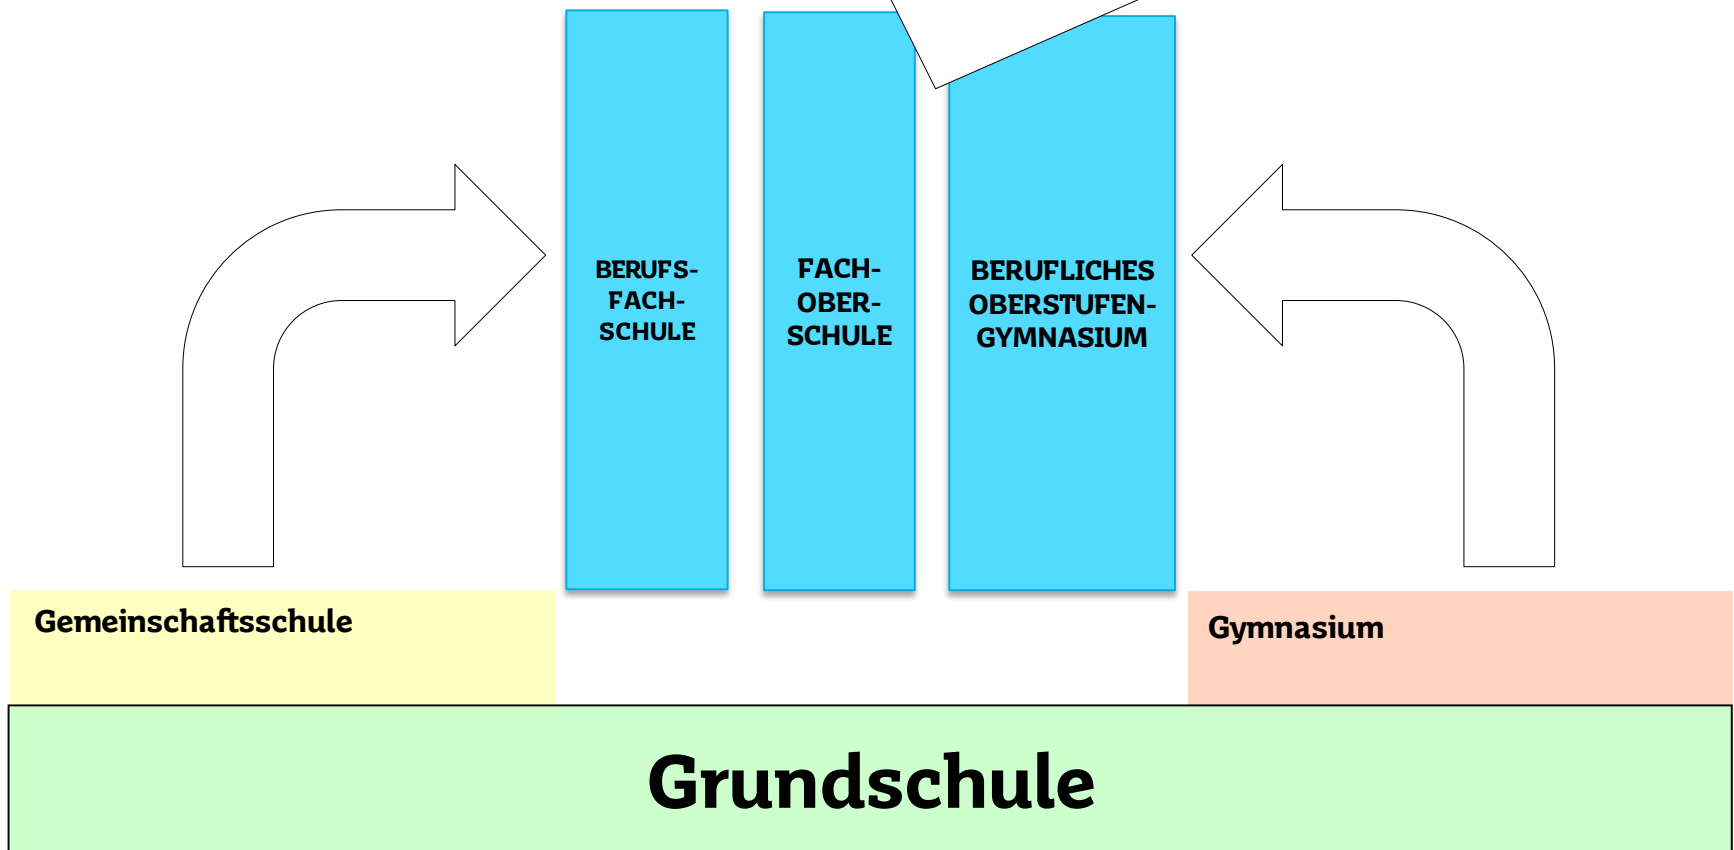 BERUFS-
FACH-
SCHULE
FACH-
OBER-
SCHULE
BERUFLICHES
OBERSTUFEN-
GYMNASIUM
Gemeinschaftsschule
Gymnasium
Grundschule